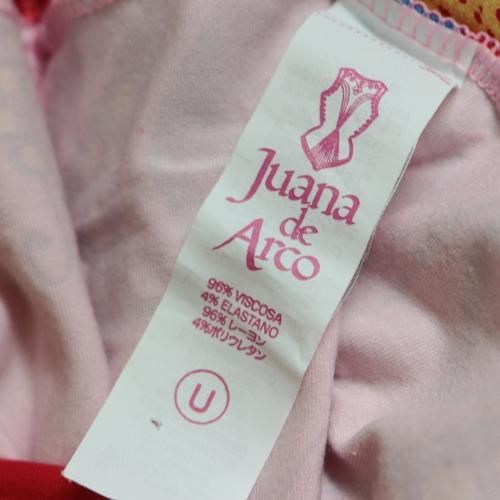 Juana
de
Arco
96% VISCOSA
4% ELASTANO
96% レーヨン
4%ポリウレタン
U